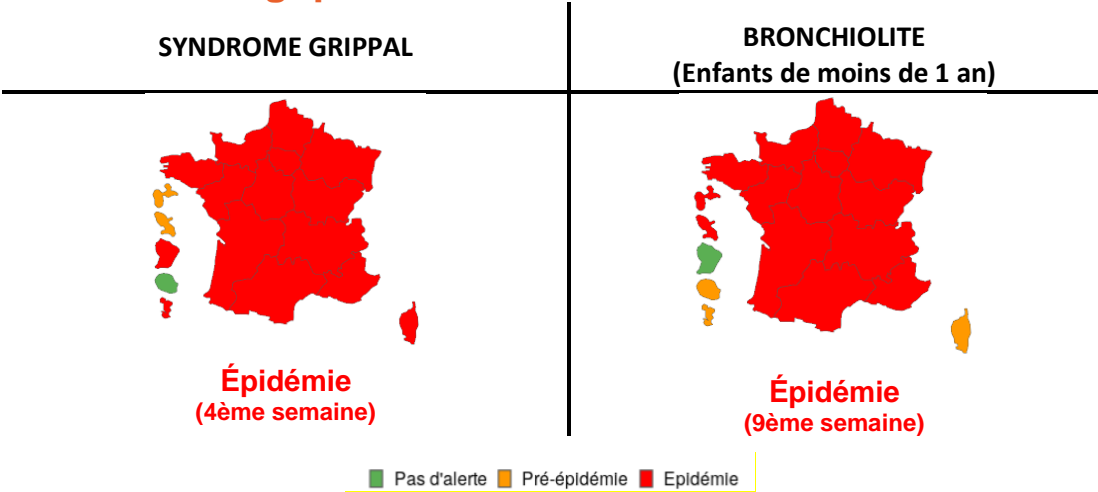 SYNDROME GRIPPAL
BRONCHIOLITE
(Enfants de moins de 1 an)
Épidémie
(4ème semaine)
Épidémie
(9ème semaine)
Pas d'alerte Pré-épidémie Epidémie